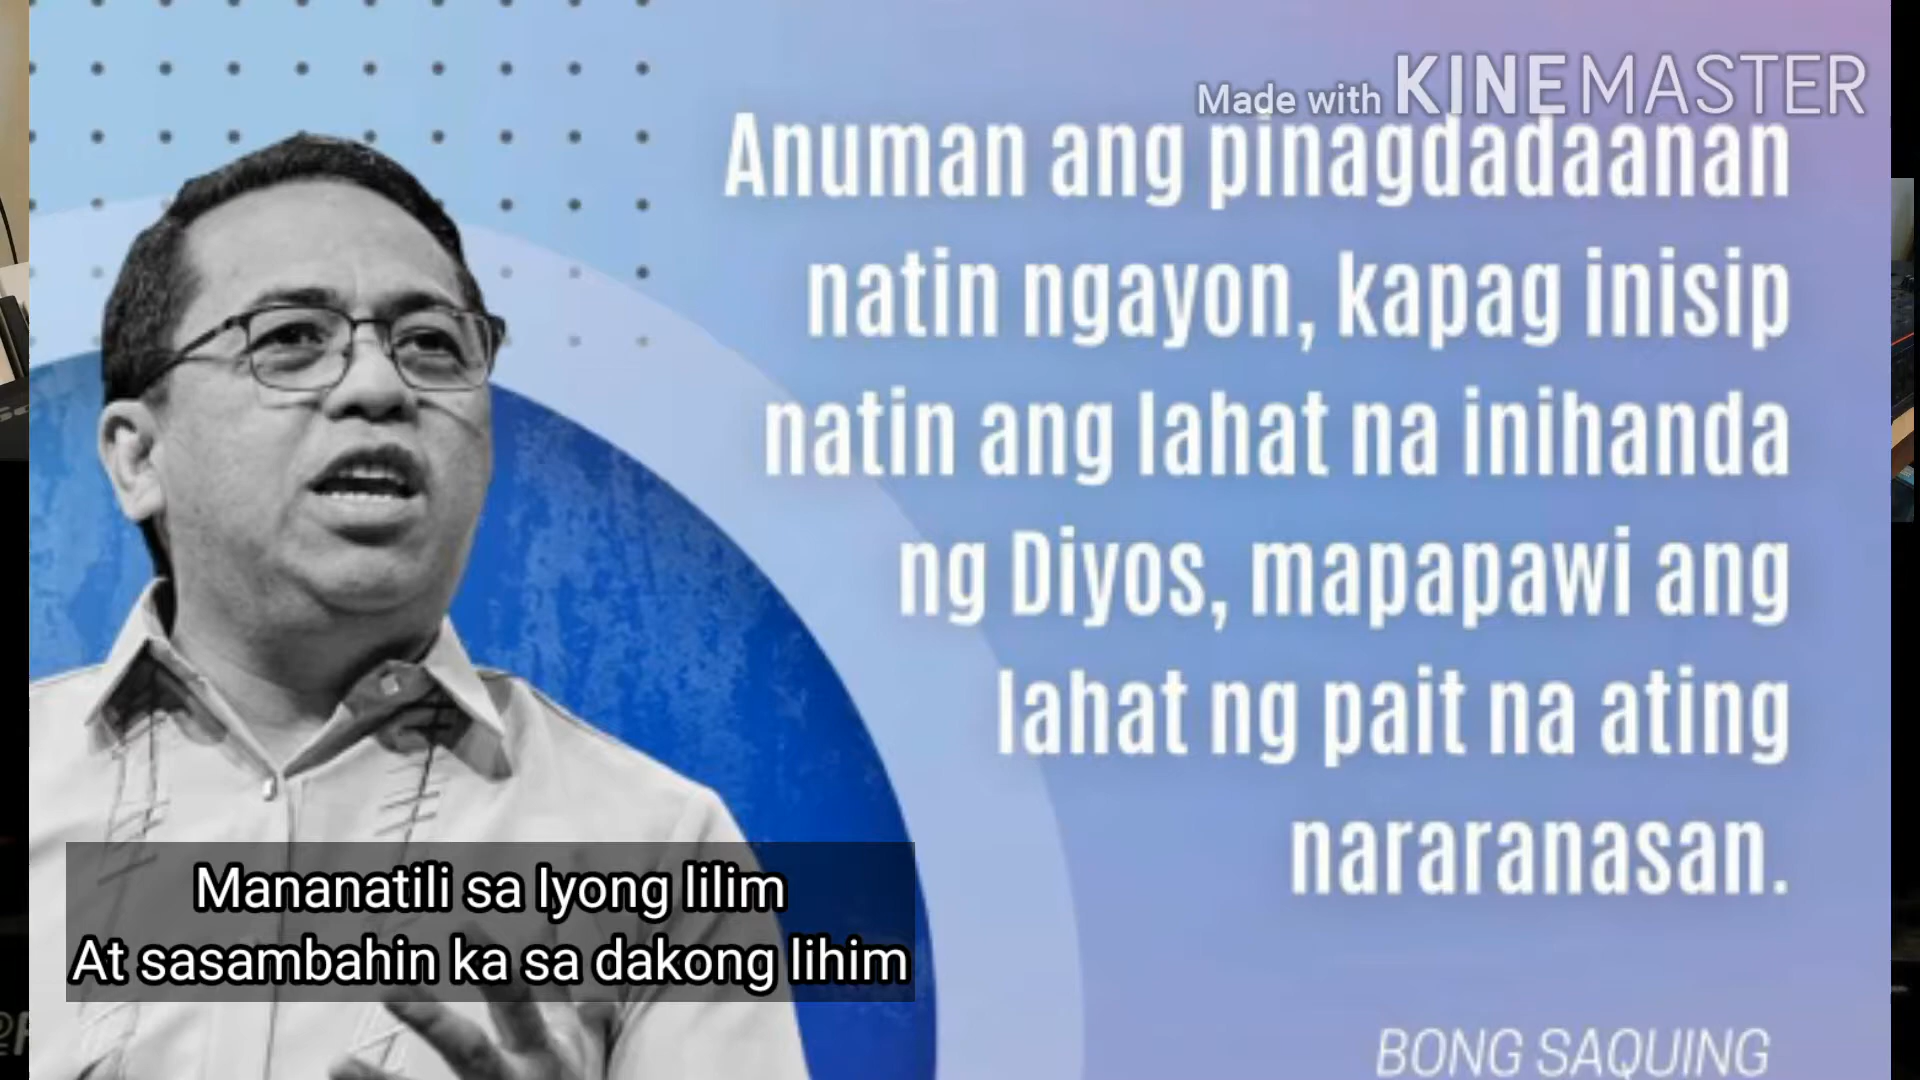 Made with KINEMASTER
Anuman ang pinagdadaanan
natin ngayon, kapag inisip
natin ang lahat na inihanda
ng Diyos, mapapawi ang
lahat ng pait na ating
nararanasan.
Mananatili sa Iyong lilim
At sasambahin ka sa dakong lihim
BONG SAQUING